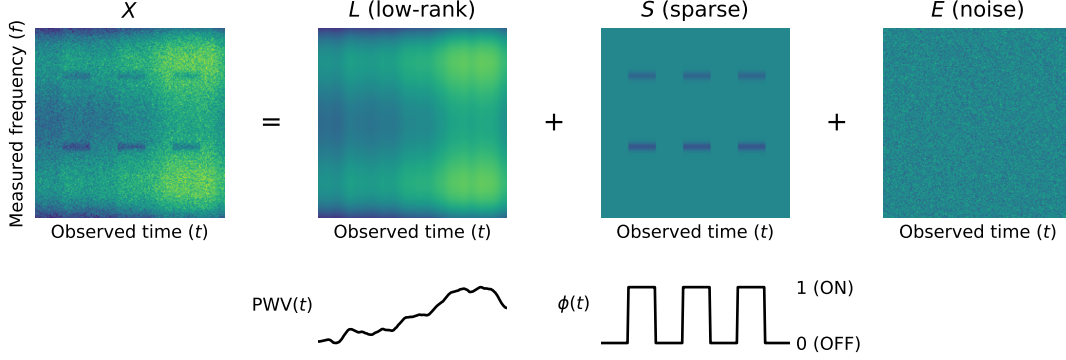 X
L (low-rank)
S (sparse)
E (noise)
Measured frequency (f)
=
+
+
Observed time (t)
Observed time (t)
Observed time (t)
Observed time (t)
PWV(t)
ϕ(t)
1 (ON)
0 (OFF)